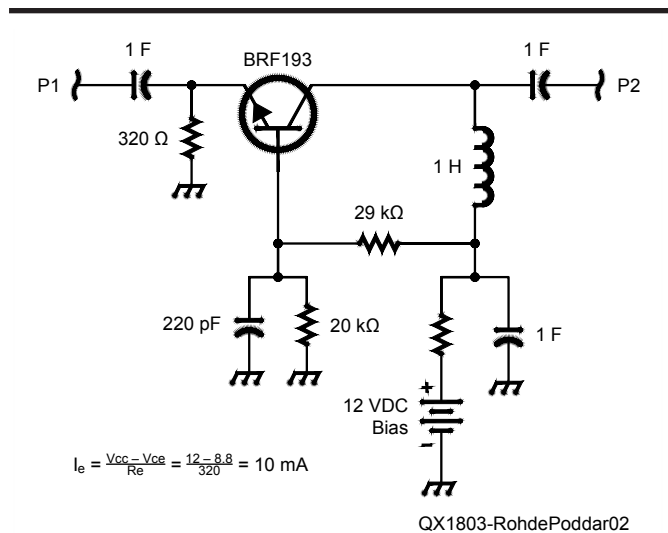 1 F
BRF193
1 F
P1
P2
320 Ω
1 H
29 kΩ
220 pF
20 kΩ
1 F
+
12 VDC
Bias
–
Ie = Vcc – Vce / Re = 12 – 8.8 / 320 = 10 mA
QX1803-RohdePoddar02